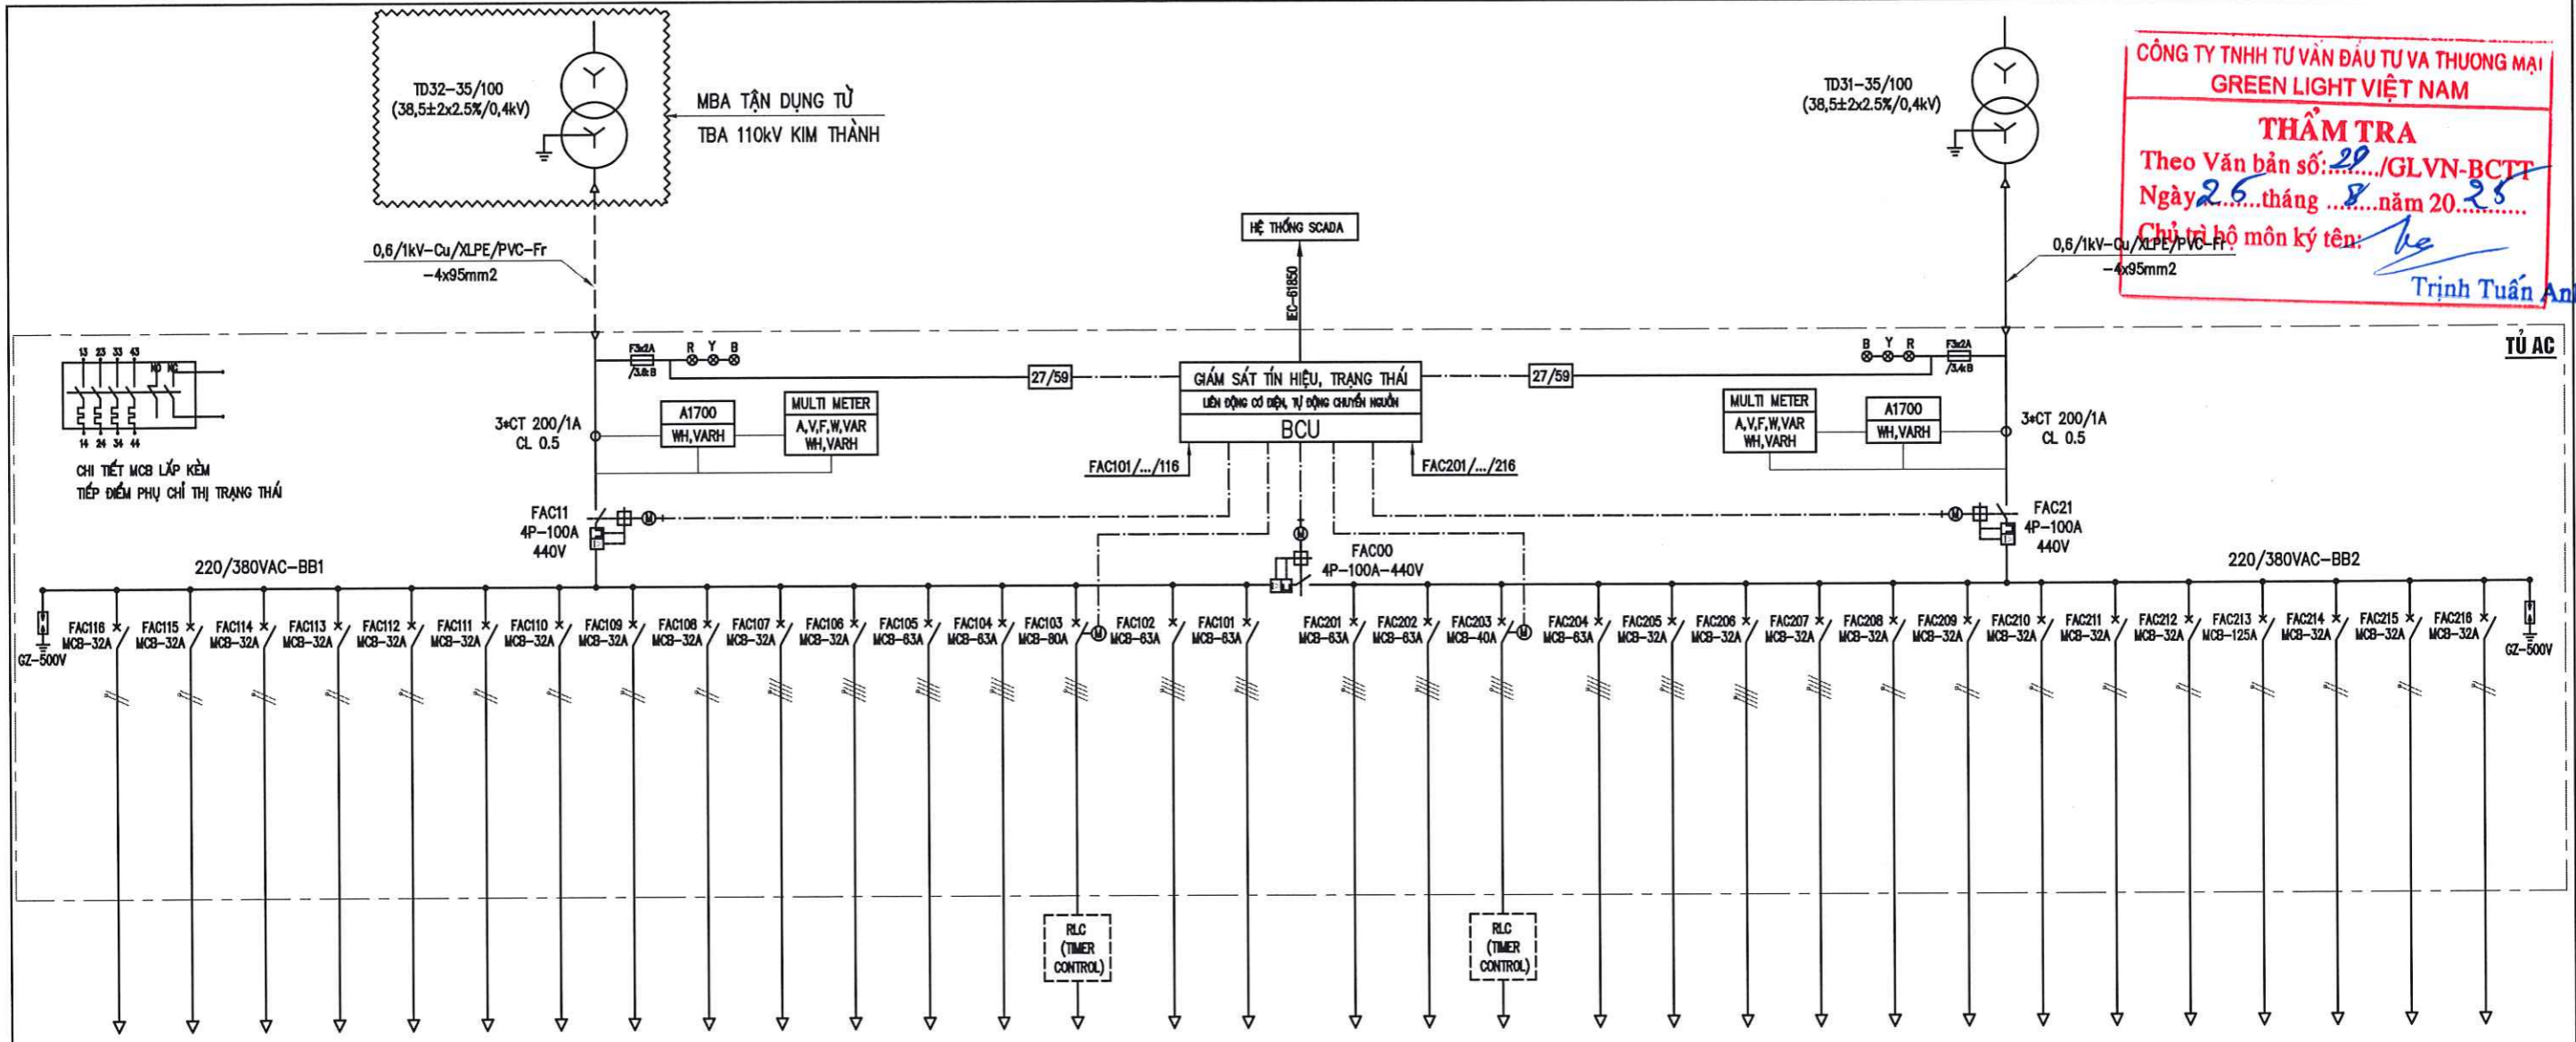 TD32-35/100
(38,5±2x2.5%/0,4kV)
MBA TẬN DỤNG TỪ
TBA 110kV KIM THÀNH
TD31-35/100
(38,5±2x2.5%/0,4kV)
CÔNG TY TNHH TƯ VẤN ĐẦU TƯ VA THƯƠNG MẠI
GREEN LIGHT VIỆT NAM
THẨM TRA
Theo Văn bản số: 29 /GLVN-BCTT
Ngày 26 tháng 8 năm 20 25
Chủ trì bộ môn ký tên:
Trịnh Tuấn An
0,6/1kV-Cu/XLPE/PVC-Fr
-4x95mm2
HỆ THỐNG SCADA
IEC-61850
0,6/1kV-Cu/XLPE/PVC-Fr
-4x95mm2
TỦ AC
13 23 33 43
NO NC
14 24 34 44
CHI TIẾT MCB LẮP KÈM
TIẾP ĐIỂM PHỤ CHỈ THỊ TRẠNG THÁI
F3x2A
R Y B
27/59
GIÁM SÁT TÍN HIỆU, TRẠNG THÁI
LIÊN ĐỘNG CƠ ĐIỆN, TỰ ĐỘNG CHUYỂN NGUỒN
BCU
27/59
B Y R
F3x2A
3*CT 200/1A
CL 0.5
A1700
WH,VARH
MULTI METER
A,V,F,W,VAR
WH,VARH
MULTI METER
A,V,F,W,VAR
WH,VARH
A1700
WH,VARH
3*CT 200/1A
CL 0.5
FAC101/.../116
FAC201/.../216
FAC11
4P-100A
440V
M
M
M
FAC21
4P-100A
440V
FAC00
4P-100A-440V
220/380VAC-BB1
220/380VAC-BB2
GZ-500V
FAC116
MCB-32A
FAC115
MCB-32A
FAC114
MCB-32A
FAC113
MCB-32A
FAC112
MCB-32A
FAC111
MCB-32A
FAC110
MCB-32A
FAC109
MCB-32A
FAC108
MCB-32A
FAC107
MCB-32A
FAC106
MCB-32A
FAC105
MCB-63A
FAC104
MCB-63A
FAC103
MCB-80A
M
FAC102
MCB-63A
FAC101
MCB-63A
FAC201
MCB-63A
FAC202
MCB-63A
FAC203
MCB-40A
M
FAC204
MCB-63A
FAC205
MCB-32A
FAC206
MCB-32A
FAC207
MCB-32A
FAC208
MCB-32A
FAC209
MCB-32A
FAC210
MCB-32A
FAC211
MCB-32A
FAC212
MCB-32A
FAC213
MCB-125A
FAC214
MCB-32A
FAC215
MCB-32A
FAC216
MCB-32A
GZ-500V
RLC
(TIMER
CONTROL)
RLC
(TIMER
CONTROL)